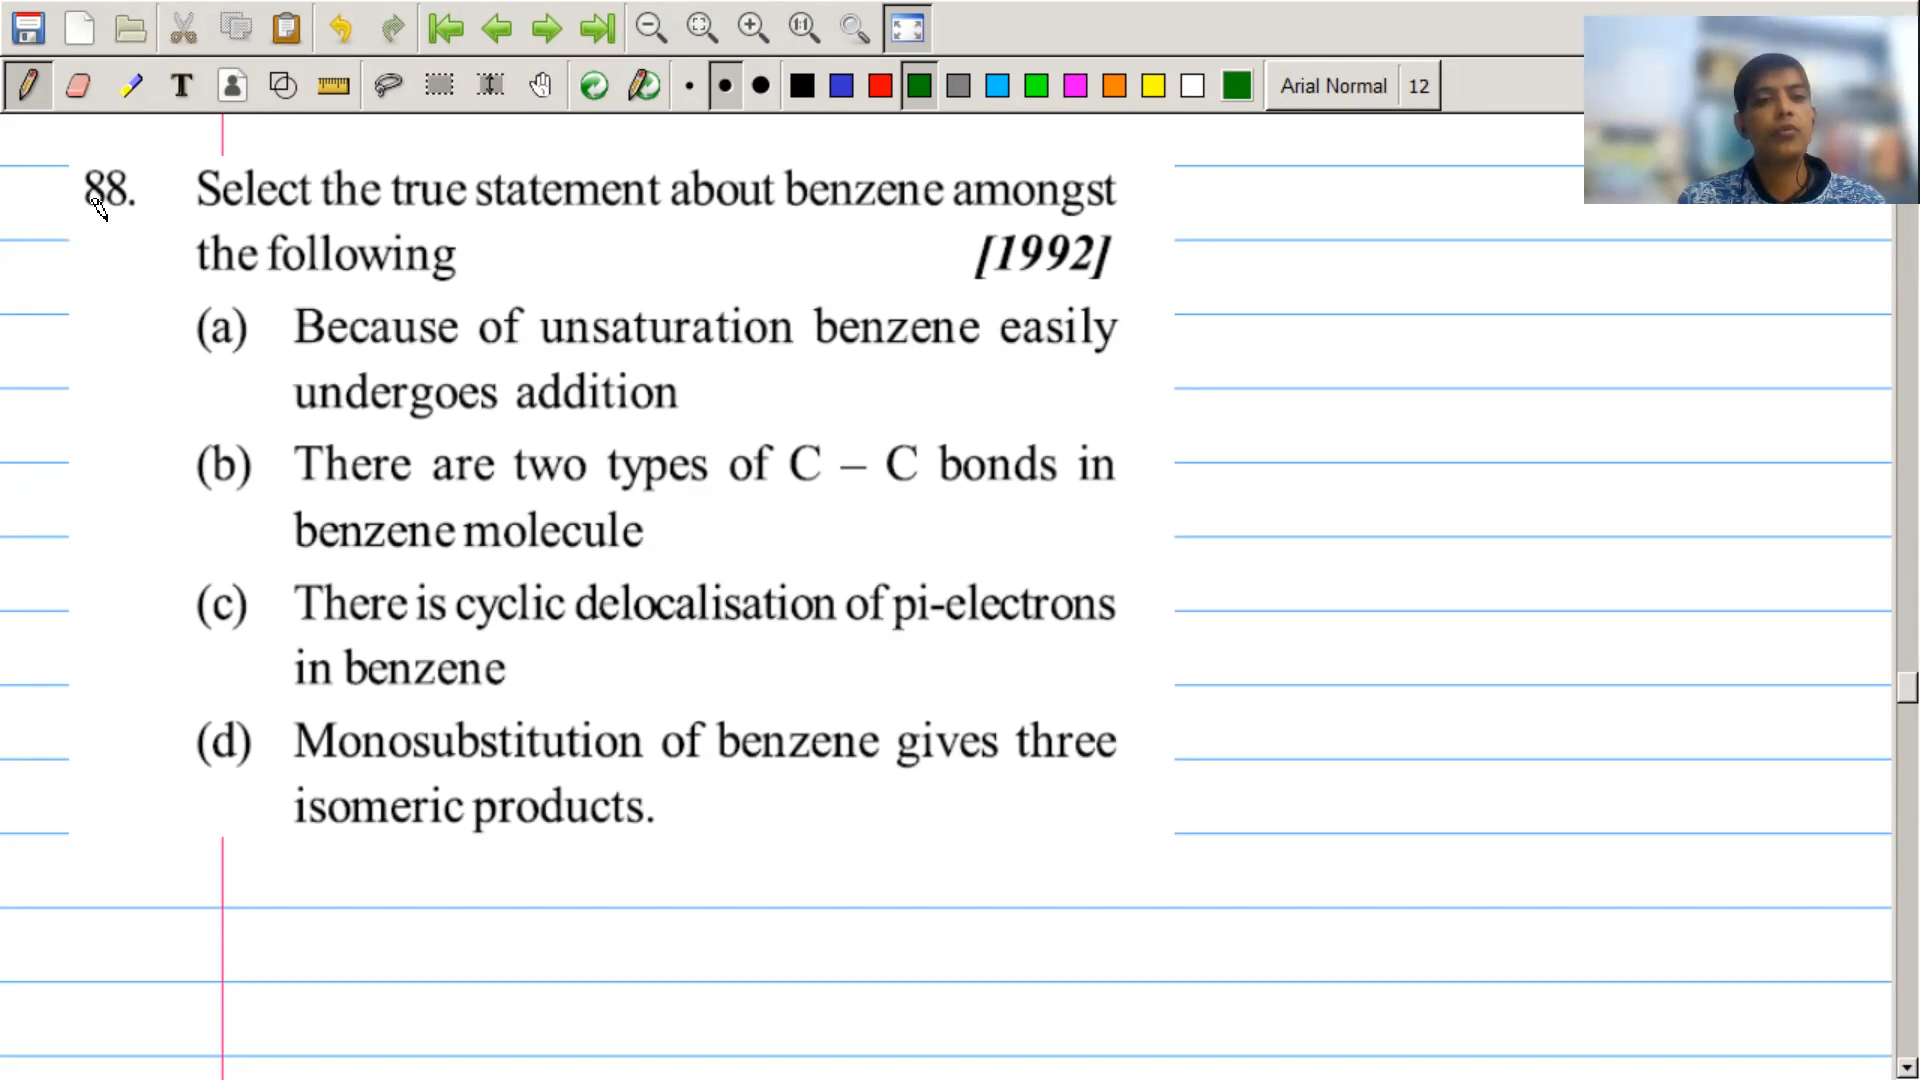 T
1:1
Arial Normal 12
88. Select the true statement about benzene amongst
the following [1992]
(a) Because of unsaturation benzene easily
undergoes addition
(b) There are two types of C – C bonds in
benzene molecule
(c) There is cyclic delocalisation of pi-electrons
in benzene
(d) Monosubstitution of benzene gives three
isomeric products.